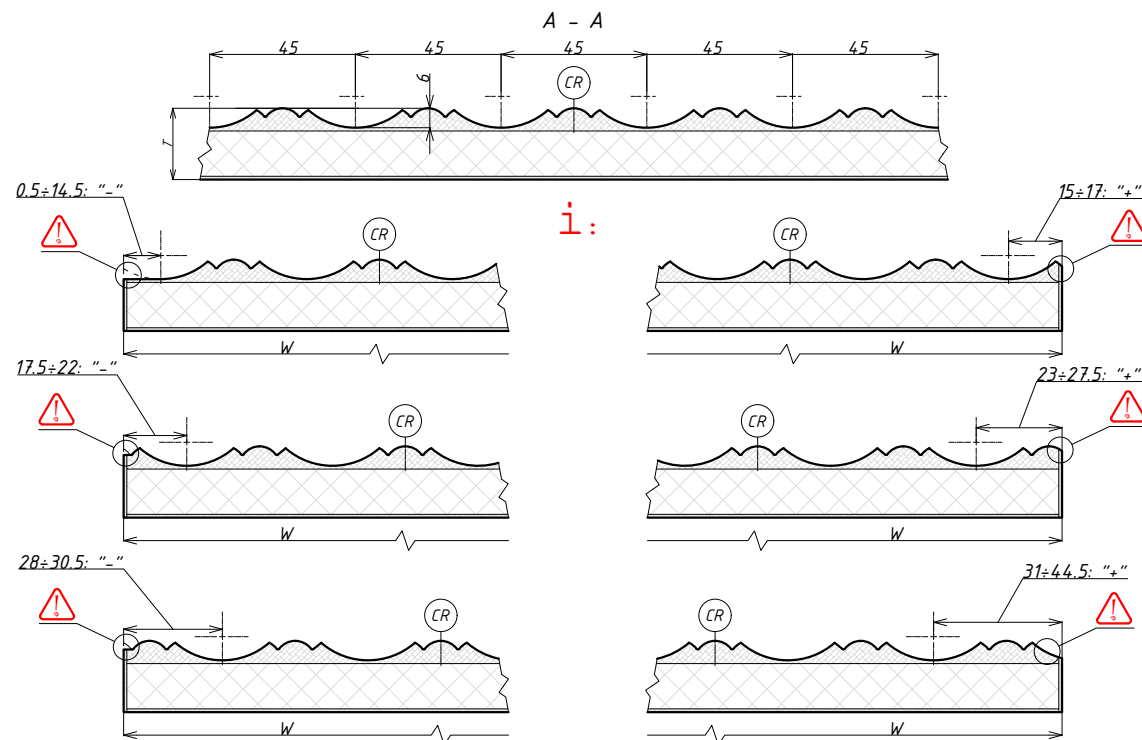 A - A
45 45 45 45 45
6
CR
T
0.5÷14.5: "-"
15÷17: "+"
!
i:
!
CR
CR
W
W
17.5÷22: "-"
23÷27.5: "+"
!
!
CR
CR
W
W
28÷30.5: "-"
31÷44.5: "+"
!
!
CR
CR
W
W